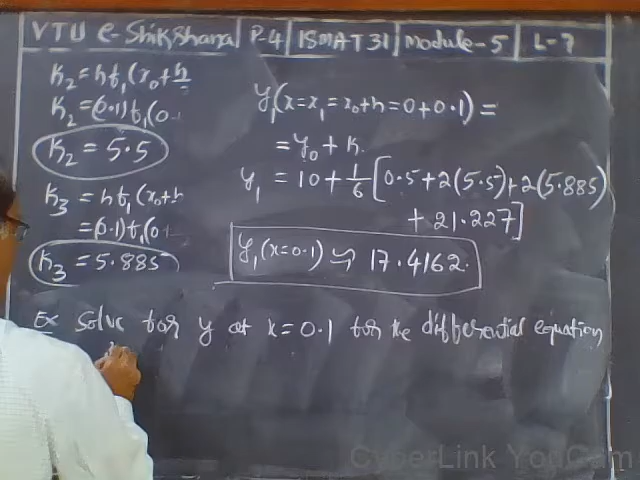 VTU e-Shikshana P-4 15MAT31 Module-5 L-7
K₂ = hf₁(x₀+h
K₂ = (0.1)f₁(0.
K₂ = 5.5
K₃ = hf₁(x₀+h
= (0.1)f₁(0.
K₃ = 5.885
y₁(x=x₁=x₀+h=0+0.1) =
= y₀ + K
y₁ = 10 + 1/6 [0.5+2(5.5)+2(5.885)
+ 21.227]
y₁(x=0.1) ≃ 17.4162.
Ex Solve for y at x=0.1 for the differential equation
CyberLink YouCam